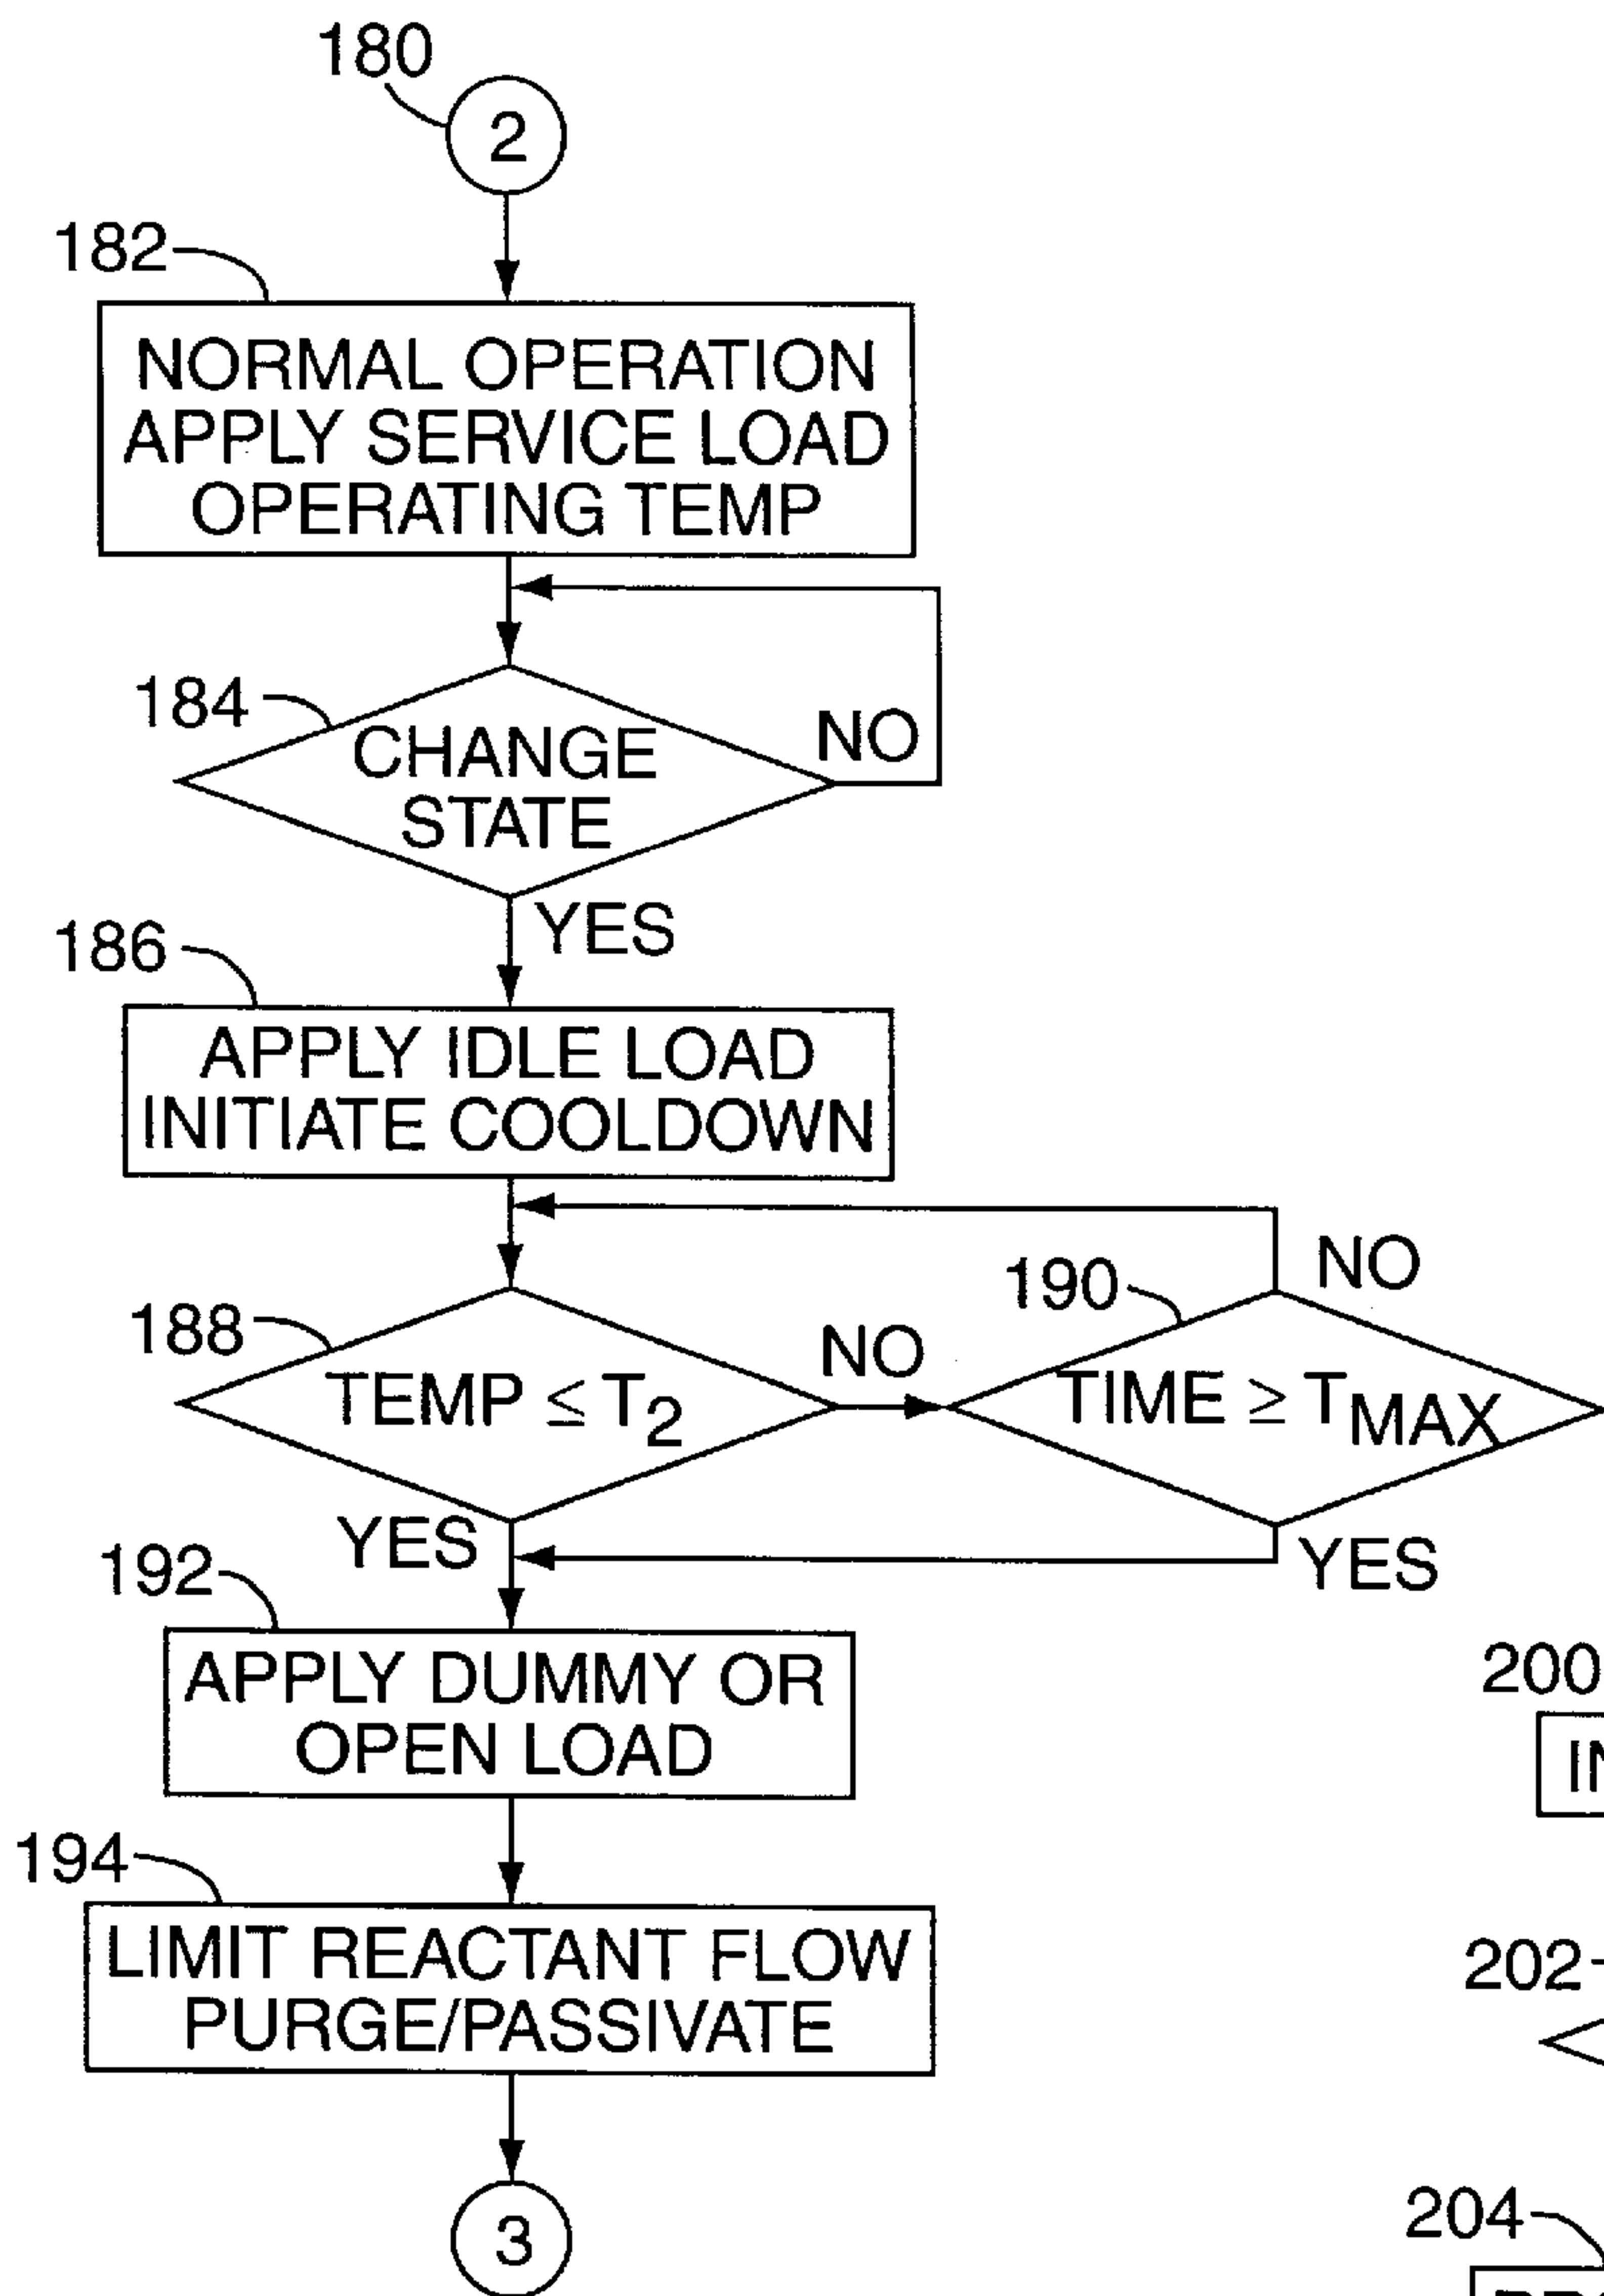 180
2
182
NORMAL OPERATION
APPLY SERVICE LOAD
OPERATING TEMP
184
CHANGE
STATE
NO
YES
186
APPLY IDLE LOAD
INITIATE COOLDOWN
188
TEMP ≤ T2
NO
190
TIME ≥ TMAX
NO
YES
YES
192
APPLY DUMMY OR
OPEN LOAD
194
LIMIT REACTANT FLOW
PURGE/PASSIVATE
3
200
202
204